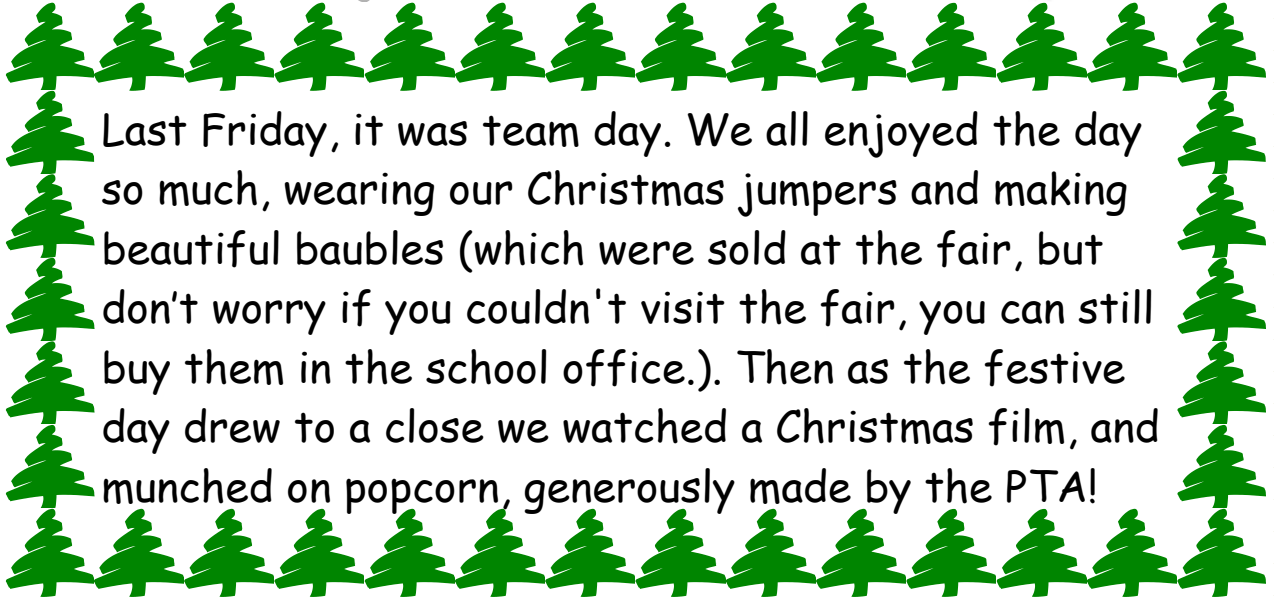 Last Friday, it was team day. We all enjoyed the day
so much, wearing our Christmas jumpers and making
beautiful baubles (which were sold at the fair, but
don’t worry if you couldn't visit the fair, you can still
buy them in the school office.). Then as the festive
day drew to a close we watched a Christmas film, and
munched on popcorn, generously made by the PTA!